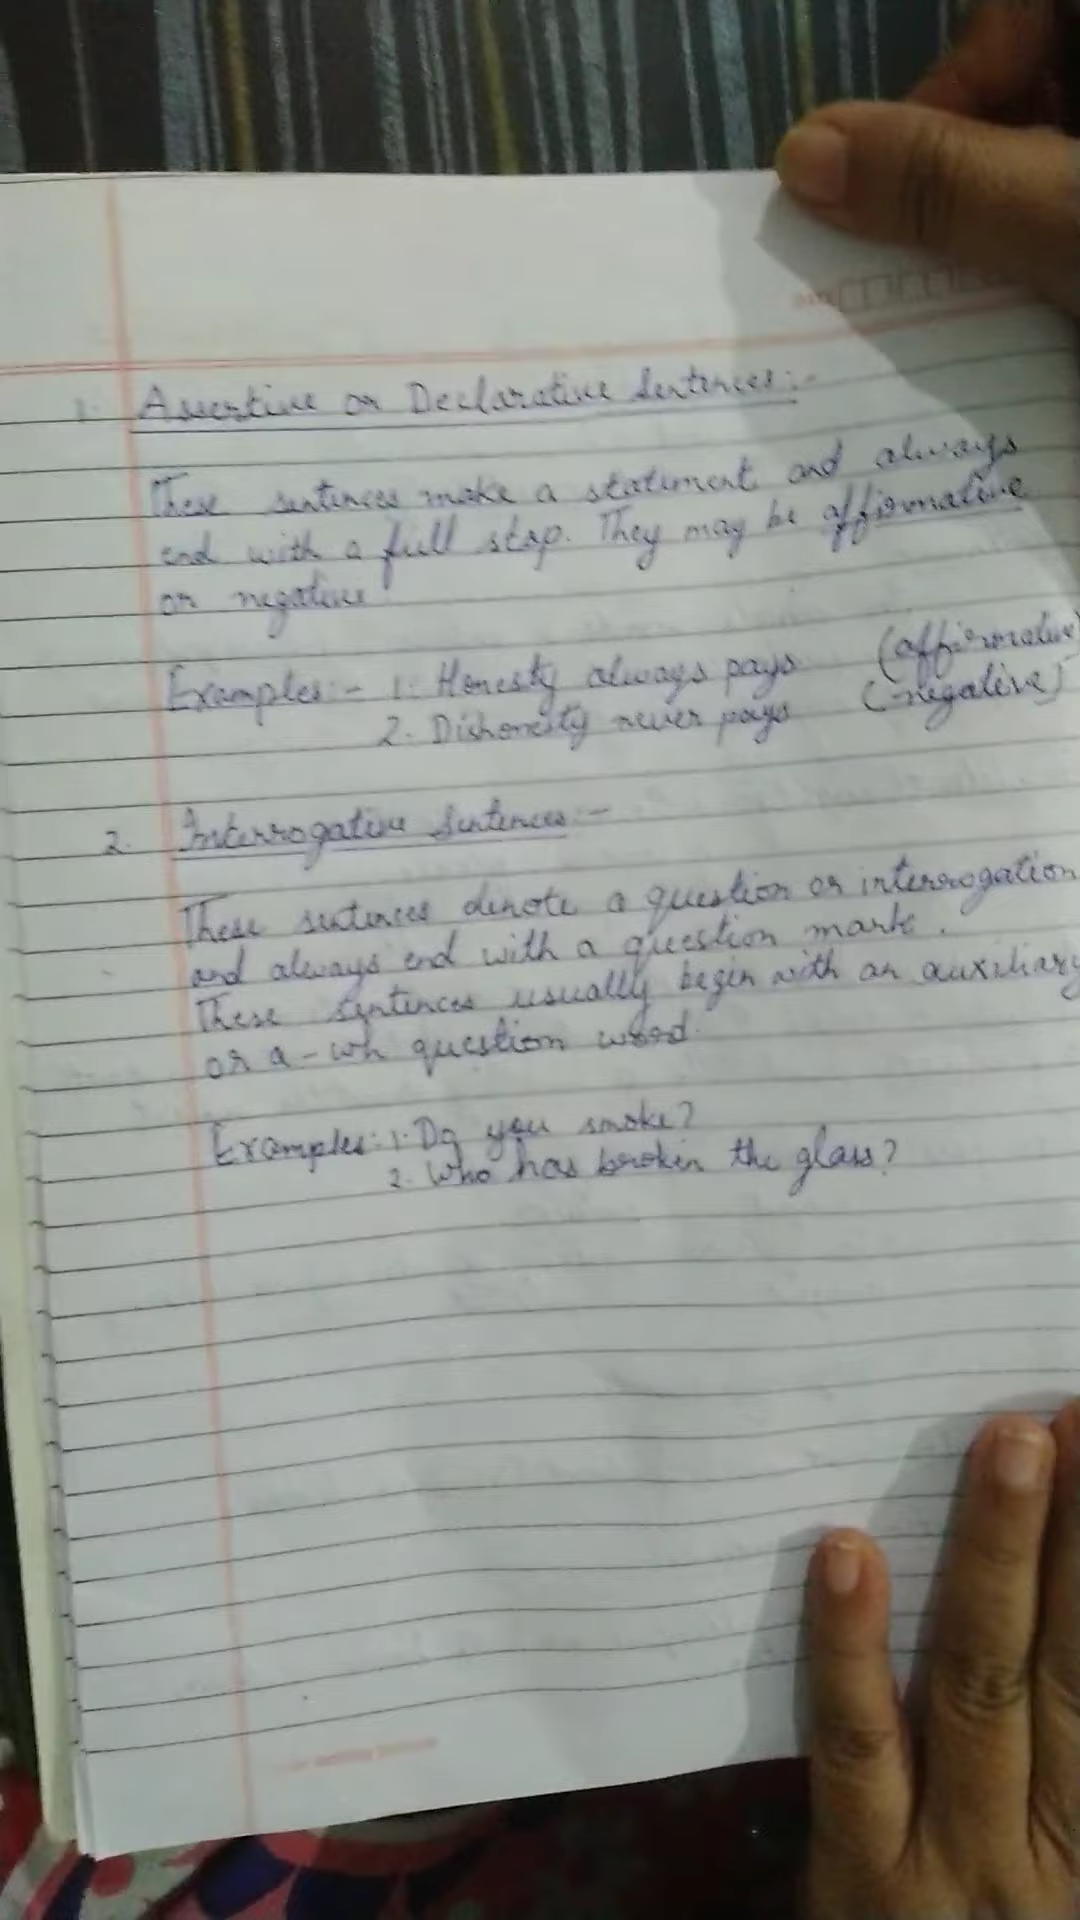 1. Assertive or Declarative Sentences:-
These sentences make a statement and always
end with a full stop. They may be affirmative
or negative
Examples:- 1. Honesty always pays (affirmative)
2. Dishonesty never pays (negative)
2. Interrogative Sentences:-
These sentences denote a question or interrogation
and always end with a question mark.
These sentences usually begin with an auxiliary
or a - wh question word.
Examples: 1. Do you smoke?
2. Who has broken the glass?